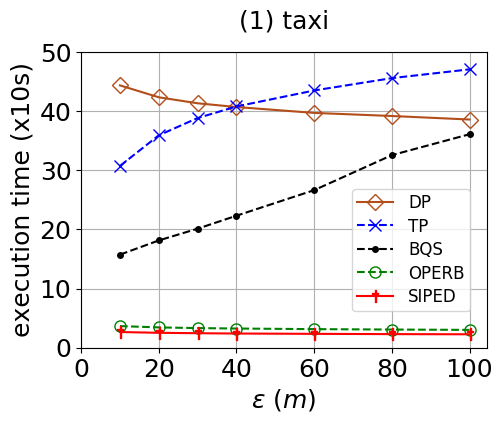 (1) taxi
execution time (x10s)
50
40
30
20
10
0
DP
TP
BQS
OPERB
SIPED
0 20 40 60 80 100
ε (m)